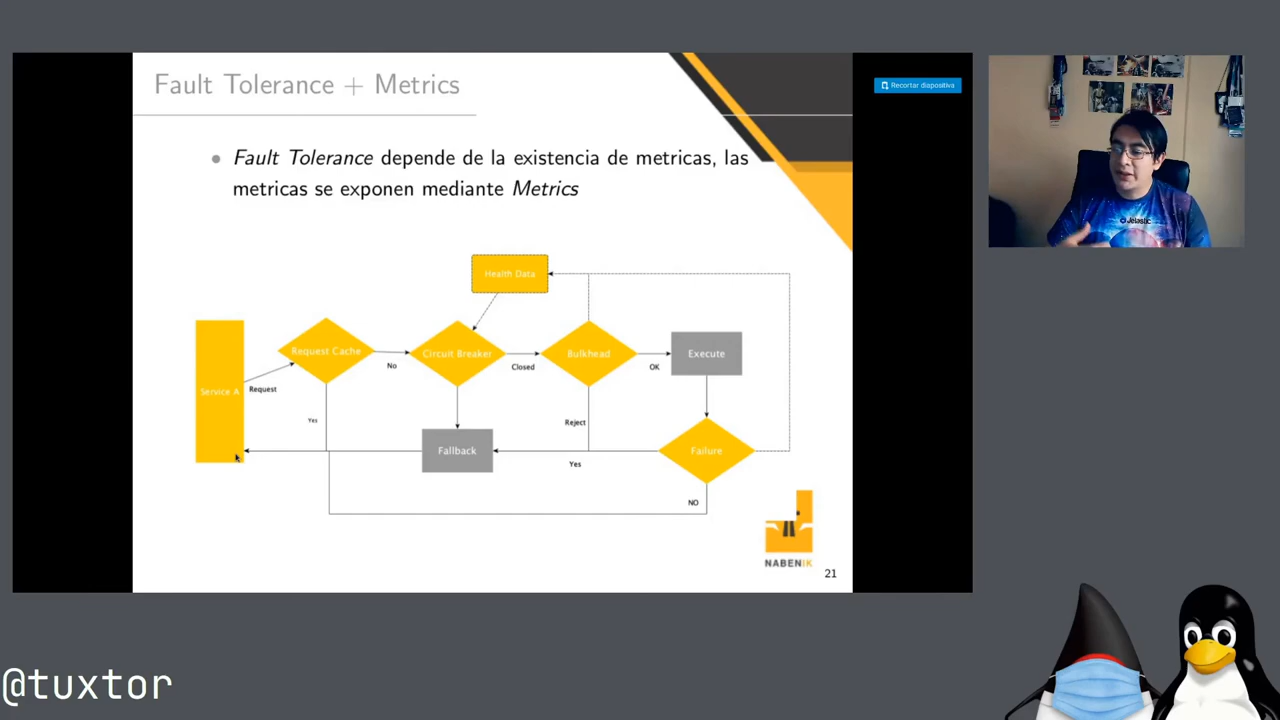 Fault Tolerance + Metrics
Recortar diapositiva
Fault Tolerance depende de la existencia de metricas, las
metricas se exponen mediante Metrics
Jelastic
Health Data
Request Cache
Circuit Breaker
Bulkhead
Execute
No
Closed
OK
Service A
Request
Yes
Reject
Fallback
Yes
Failure
NO
NABENIK
21
@tuxtor